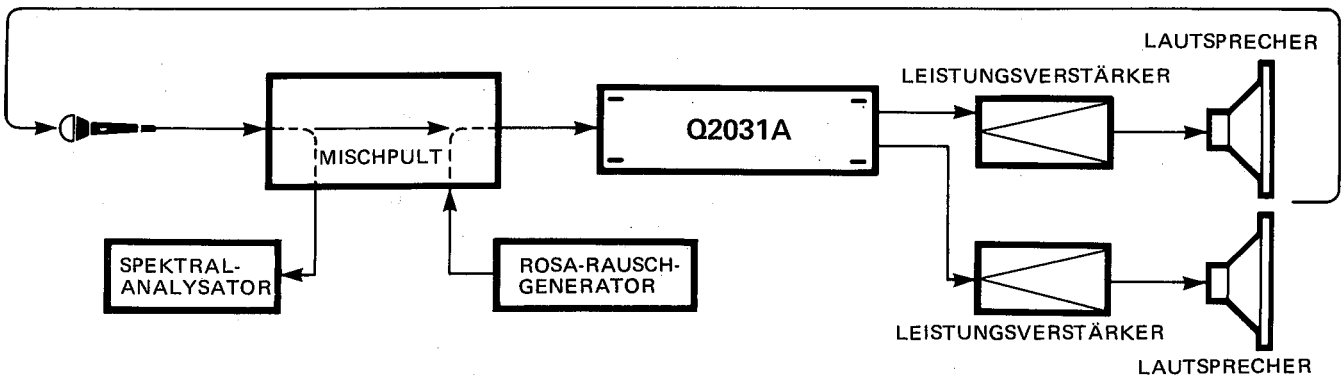 LAUTSPRECHER
LEISTUNGSVERSTÄRKER
Q2031A
MISCHPULT
SPEKTRAL-
ANALYSATOR
ROSA-RAUSCH-
GENERATOR
LEISTUNGSVERSTÄRKER
LAUTSPRECHER